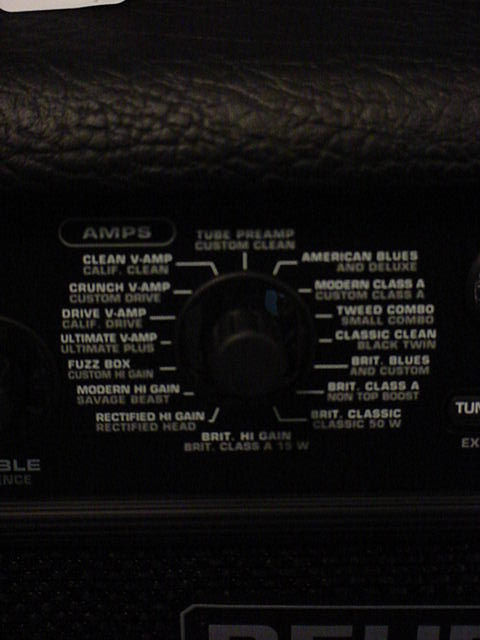 AMPS
TUBE PREAMP
CUSTOM CLEAN
CLEAN V-AMP
CALIF. CLEAN
AMERICAN BLUES
AND DELUXE
CRUNCH V-AMP
CUSTOM DRIVE
MODERN CLASS A
CUSTOM CLASS A
DRIVE V-AMP
CALIF. DRIVE
TWEED COMBO
SMALL COMBO
ULTIMATE V-AMP
ULTIMATE PLUS
CLASSIC CLEAN
BLACK TWIN
FUZZ BOX
CUSTOM HI GAIN
BRIT. BLUES
AND CUSTOM
MODERN HI GAIN
SAVAGE BEAST
BRIT. CLASS A
NON TOP BOOST
RECTIFIED HI GAIN
RECTIFIED HEAD
BRIT. CLASSIC
CLASSIC 50 W
BRIT. HI GAIN
BRIT. CLASS A 15 W
TUN
EX
BLE
ENCE